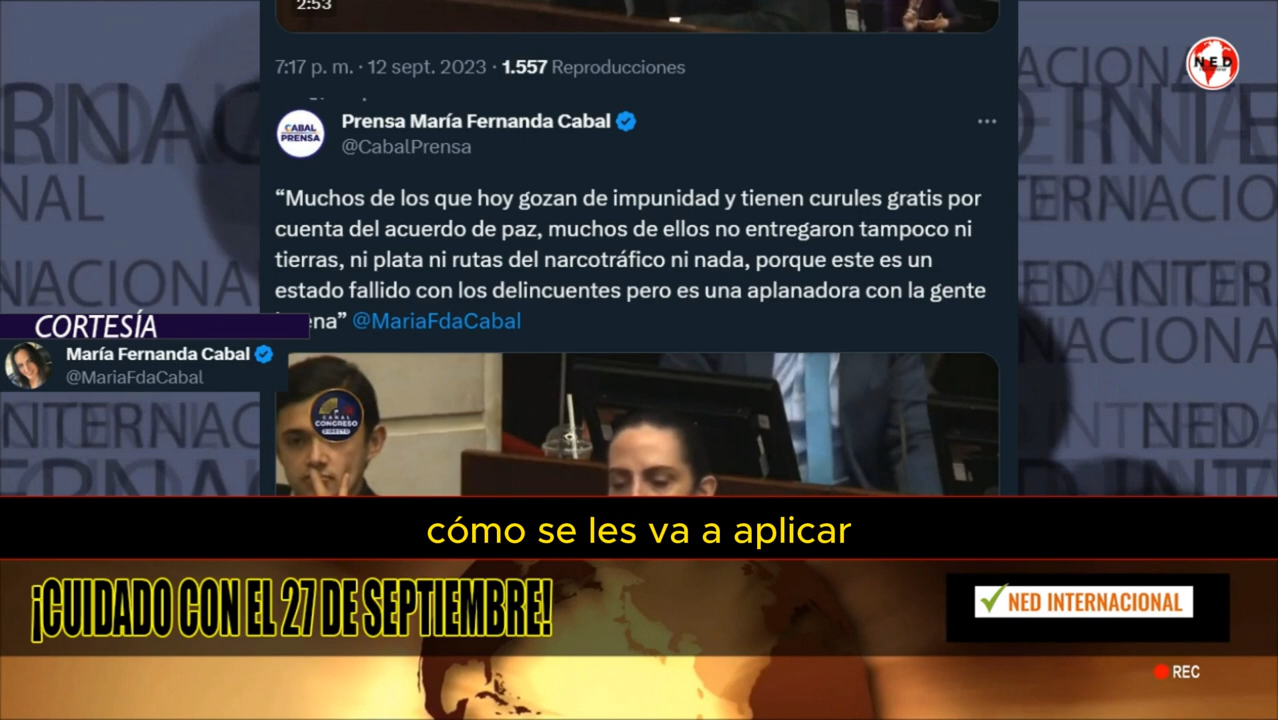 2:53
7:17 p. m. · 12 sept. 2023 · 1.557 Reproducciones
NED
CABAL
PRENSA
Prensa María Fernanda Cabal
@CabalPrensa
“Muchos de los que hoy gozan de impunidad y tienen curules gratis por
cuenta del acuerdo de paz, muchos de ellos no entregaron tampoco ni
tierras, ni plata ni rutas del narcotráfico ni nada, porque este es un
estado fallido con los delincuentes pero es una aplanadora con la gente
ena” @MariaFdaCabal
CORTESÍA
María Fernanda Cabal
@MariaFdaCabal
CANAL
CONGRESO
DIRECTO
cómo se les va a aplicar
¡CUIDADO CON EL 27 DE SEPTIEMBRE!
NED INTERNACIONAL
REC